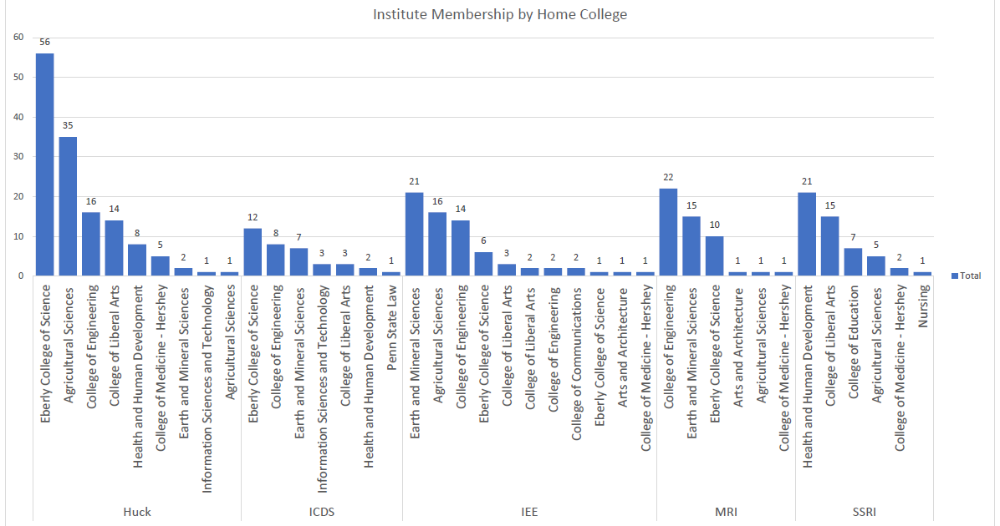 Institute Membership by Home College
60
50
40
30
20
10
0
56
35
16
14
8
5
2
1
1
12
8
7
3
3
2
1
21
16
14
6
3
2
2
2
1
1
1
22
15
10
1
1
1
21
15
7
5
2
1
Total
Eberly College of Science
Agricultural Sciences
College of Engineering
College of Liberal Arts
Health and Human Development
College of Medicine - Hershey
Earth and Mineral Sciences
Information Sciences and Technology
Agricultural Sciences
Eberly College of Science
College of Engineering
Earth and Mineral Sciences
Information Sciences and Technology
College of Liberal Arts
Health and Human Development
Penn State Law
Earth and Mineral Sciences
Agricultural Sciences
College of Engineering
Eberly College of Science
College of Liberal Arts
College of Liberal Arts
College of Engineering
College of Communications
Eberly College of Science
Arts and Architecture
College of Medicine - Hershey
College of Engineering
Earth and Mineral Sciences
Eberly College of Science
Arts and Architecture
Agricultural Sciences
College of Medicine - Hershey
Health and Human Development
College of Liberal Arts
College of Education
Agricultural Sciences
College of Medicine - Hershey
Nursing
Huck
ICDS
IEE
MRI
SSRI